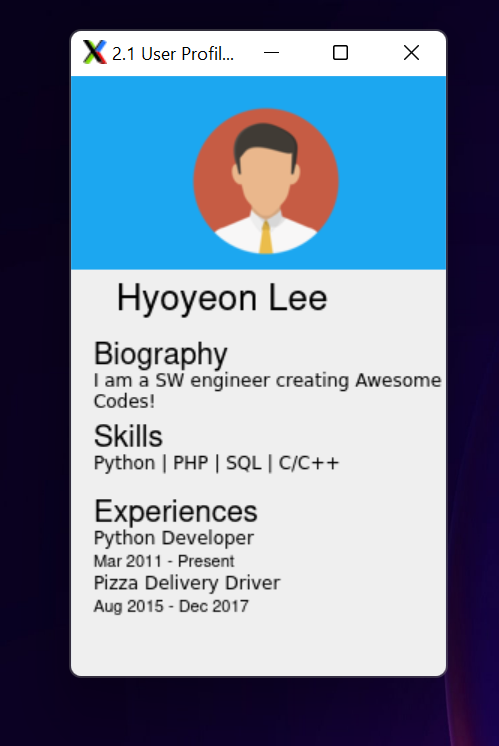 2.1 User Profil...
Hyoyeon Lee
Biography
I am a SW engineer creating Awesome
Codes!
Skills
Python | PHP | SQL | C/C++
Experiences
Python Developer
Mar 2011 - Present
Pizza Delivery Driver
Aug 2015 - Dec 2017